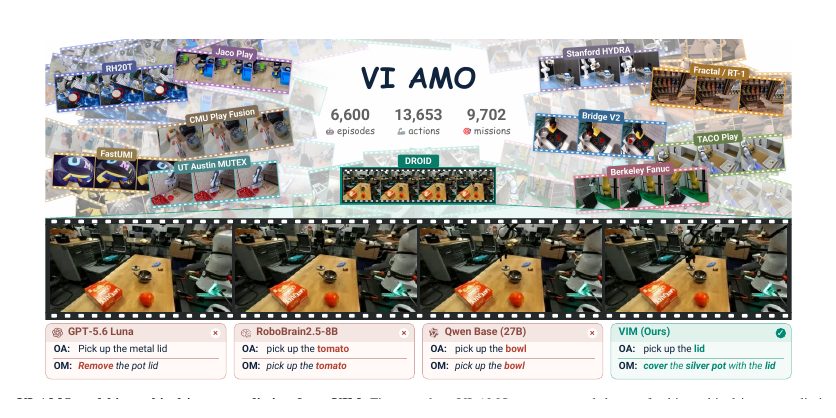 RH20T
Jaco Play
Stanford HYDRA
Fractal / RT-1
VI AMO
6,600 13,653 9,702
episodes actions missions
CMU Play Fusion
Bridge V2
TACO Play
FastUMI
UT Austin MUTEX
DROID
Berkeley Fanuc
GPT-5.6 Luna
OA: Pick up the metal lid
OM: Remove the pot lid
RoboBrain2.5-8B
OA: pick up the tomato
OM: pick up the tomato
Qwen Base (27B)
OA: pick up the bowl
OM: pick up the bowl
VIM (Ours)
OA: pick up the lid
OM: cover the silver pot with the lid